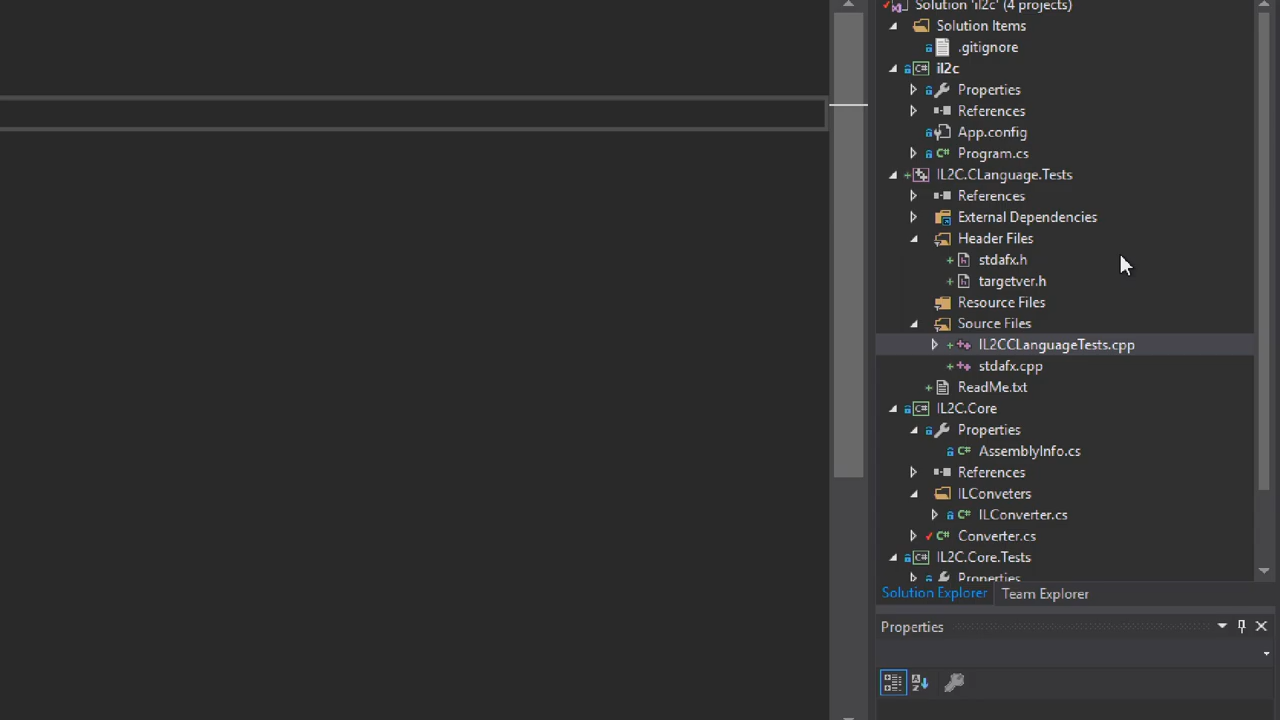 Solution 'il2c' (4 projects)
Solution Items
.gitignore
il2c
Properties
References
App.config
Program.cs
IL2C.CLanguage.Tests
References
External Dependencies
Header Files
stdafx.h
targetver.h
Resource Files
Source Files
IL2CCLanguageTests.cpp
stdafx.cpp
ReadMe.txt
IL2C.Core
Properties
AssemblyInfo.cs
References
ILConveters
ILConverter.cs
Converter.cs
IL2C.Core.Tests
Properties
Solution Explorer Team Explorer
Properties